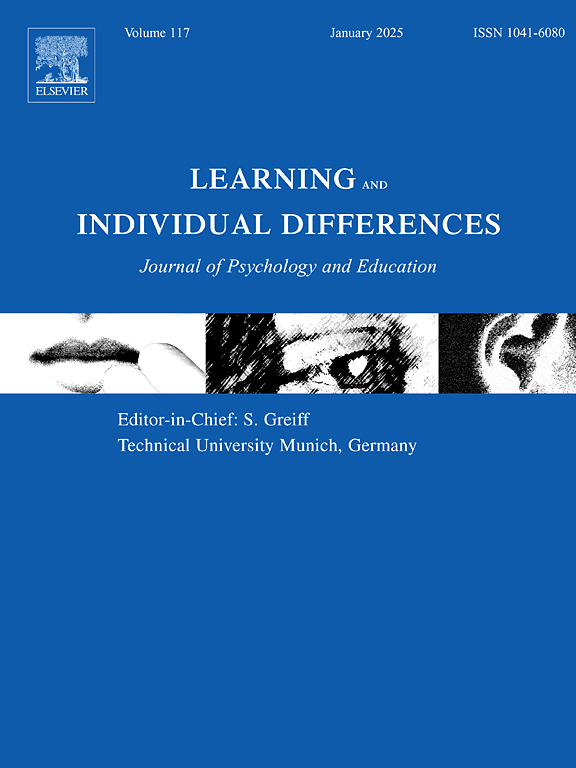 Volume 117 January 2025 ISSN 1041-6080
ELSEVIER
LEARNING AND
INDIVIDUAL DIFFERENCES
Journal of Psychology and Education
Editor-in-Chief: S. Greiff
Technical University Munich, Germany